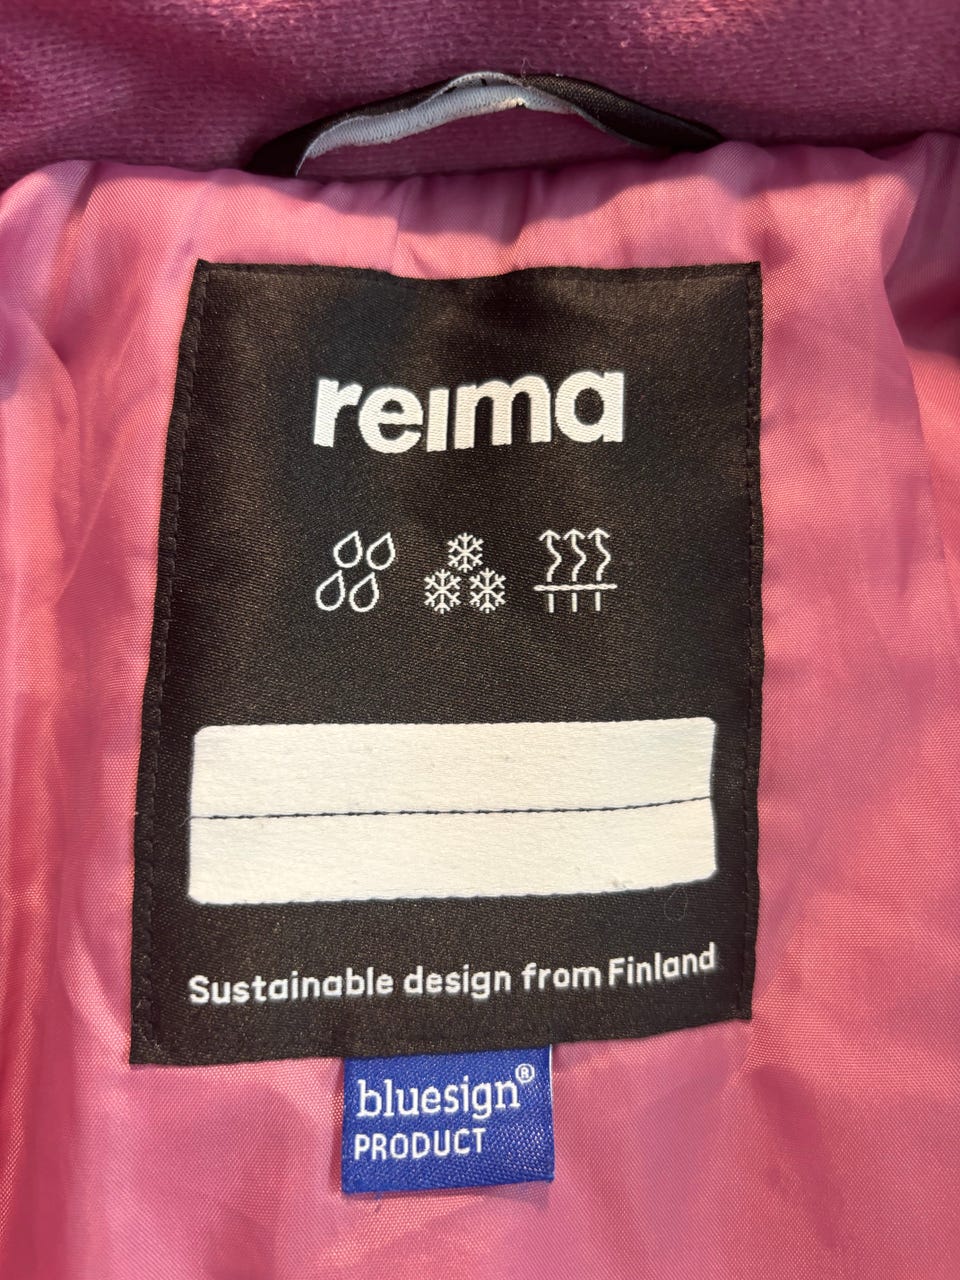 reima
Sustainable design from Finland
bluesign®
PRODUCT